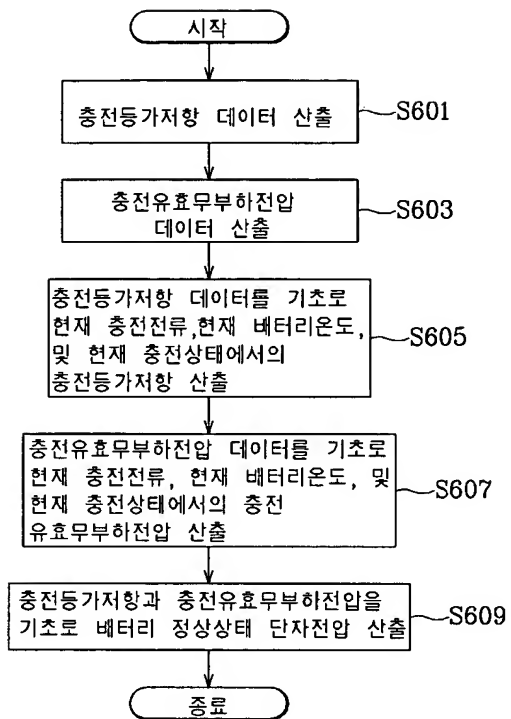 시작
충전등가저항 데이터 산출
S601
충전유효무부하전압
데이터 산출
S603
충전등가저항 데이터를 기초로
현재 충전전류,현재 배터리온도,
및 현재 충전상태에서의
충전등가저항 산출
S605
충전유효무부하전압 데이터를 기초로
현재 충전전류, 현재 배터리온도, 및
현재 충전상태에서의 충전
유효무부하전압 산출
S607
충전등가저항과 충전유효무부하전압을
기초로 배터리 정상상태 단자전압 산출
S609
종료